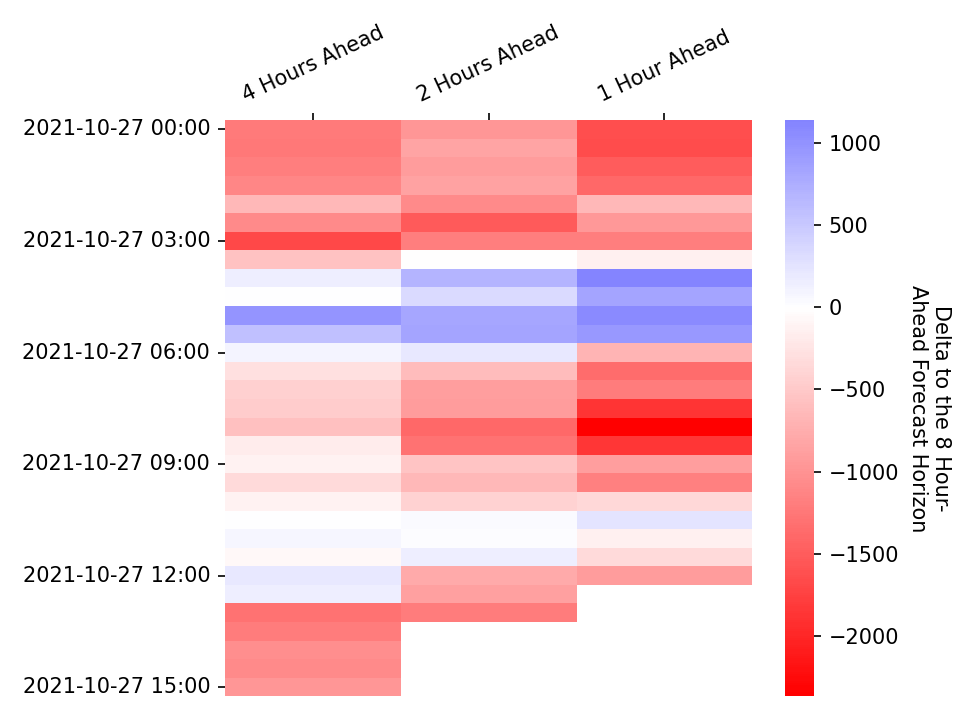 4 Hours Ahead
2 Hours Ahead
1 Hour Ahead
2021-10-27 00:00
2021-10-27 03:00
2021-10-27 06:00
2021-10-27 09:00
2021-10-27 12:00
2021-10-27 15:00
1000
500
0
−500
−1000
−1500
−2000
Delta to the 8 Hour-
Ahead Forecast Horizon